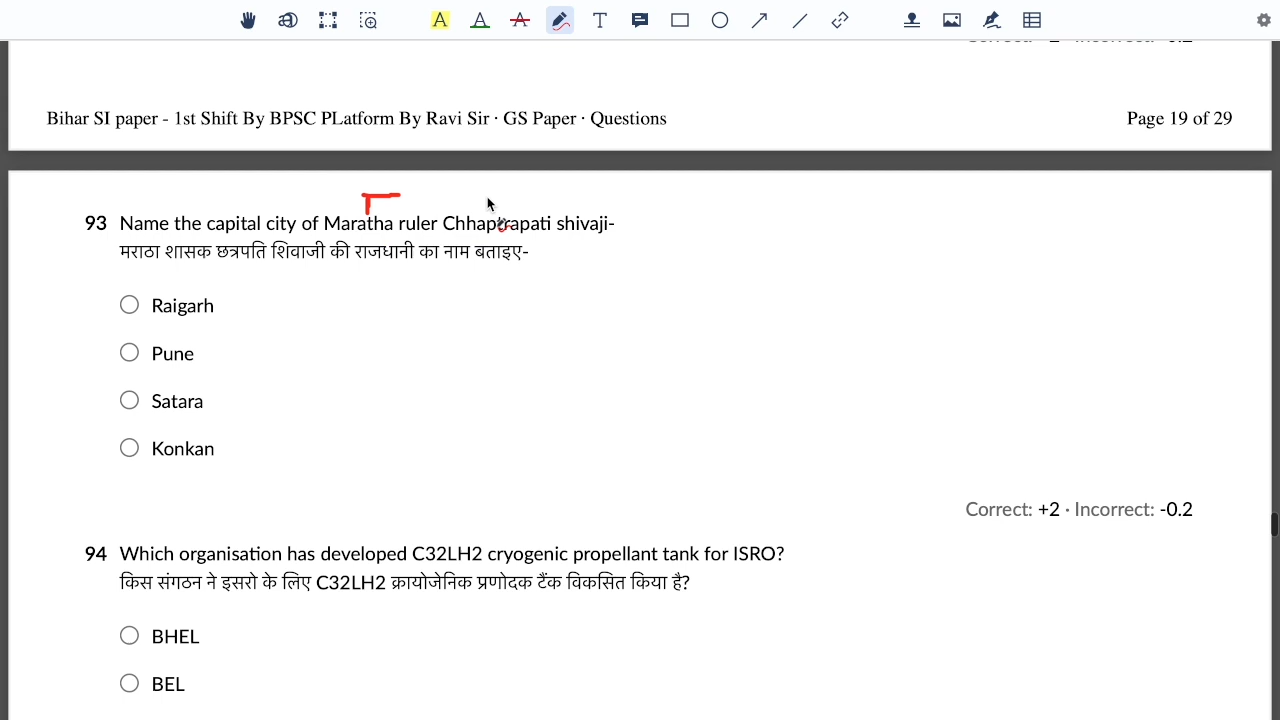 Bihar SI paper - 1st Shift By BPSC PLatform By Ravi Sir · GS Paper · Questions
Page 19 of 29
93 Name the capital city of Maratha ruler Chhaptrapati shivaji-
मराठा शासक छत्रपति शिवाजी की राजधानी का नाम बताइए-
Raigarh
Pune
Satara
Konkan
Correct: +2 · Incorrect: -0.2
94 Which organisation has developed C32LH2 cryogenic propellant tank for ISRO?
किस संगठन ने इसरो के लिए C32LH2 क्रायोजेनिक प्रणोदक टैंक विकसित किया है?
BHEL
BEL